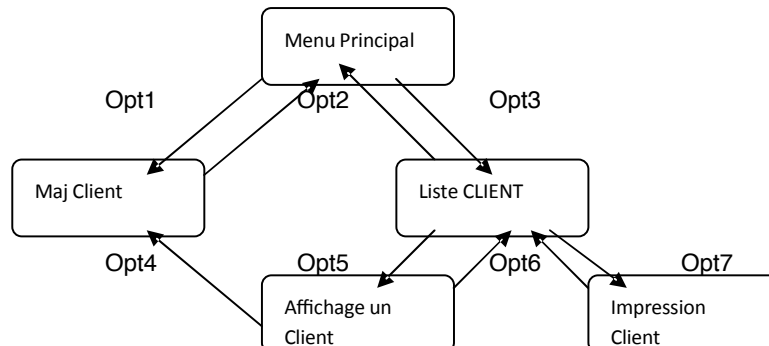 Menu Principal
Opt1
Opt2
Opt3
Maj Client
Liste CLIENT
Opt4
Opt5
Opt6
Opt7
Affichage un
Client
Impression
Client